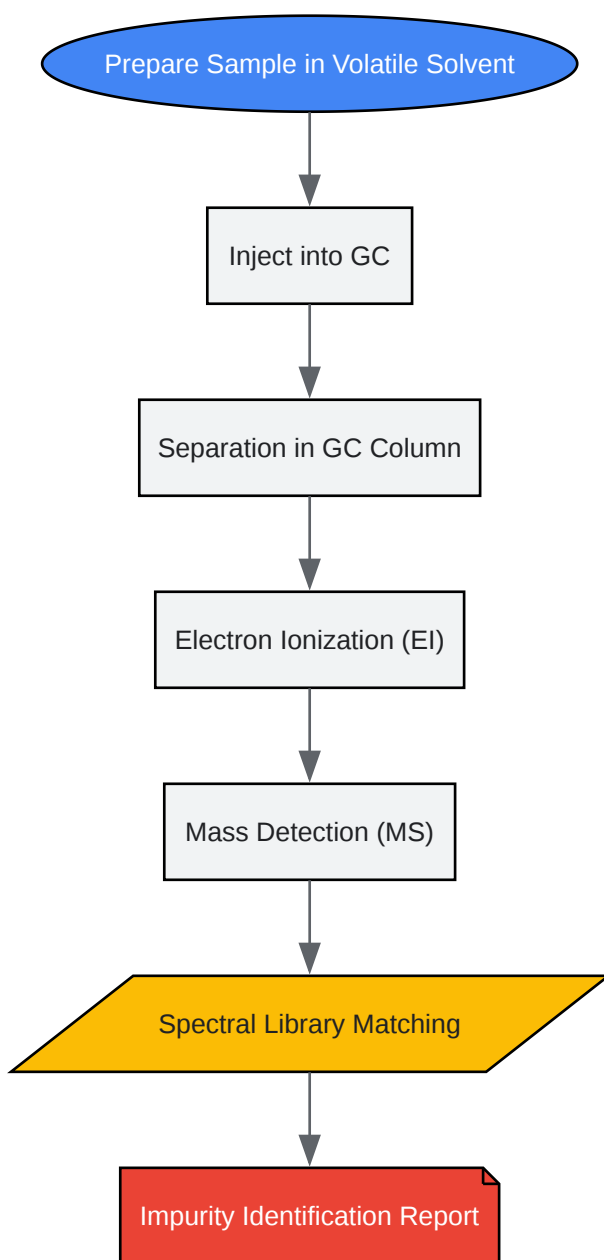 Prepare Sample in Volatile Solvent
Inject into GC
Separation in GC Column
Electron Ionization (EI)
Mass Detection (MS)
Spectral Library Matching
Impurity Identification Report